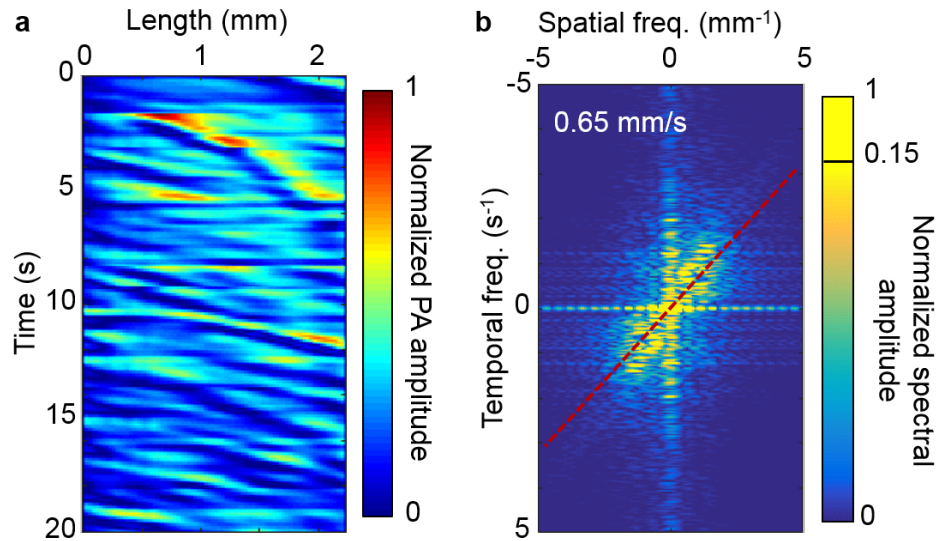 a
Length (mm)
0 1 2
Time (s)
0
5
10
15
20
1
Normalized PA amplitude
0
b
Spatial freq. (mm⁻¹)
-5 0 5
Temporal freq. (s⁻¹)
-5
0
5
0.65 mm/s
1
0.15
Normalized spectral
amplitude
0